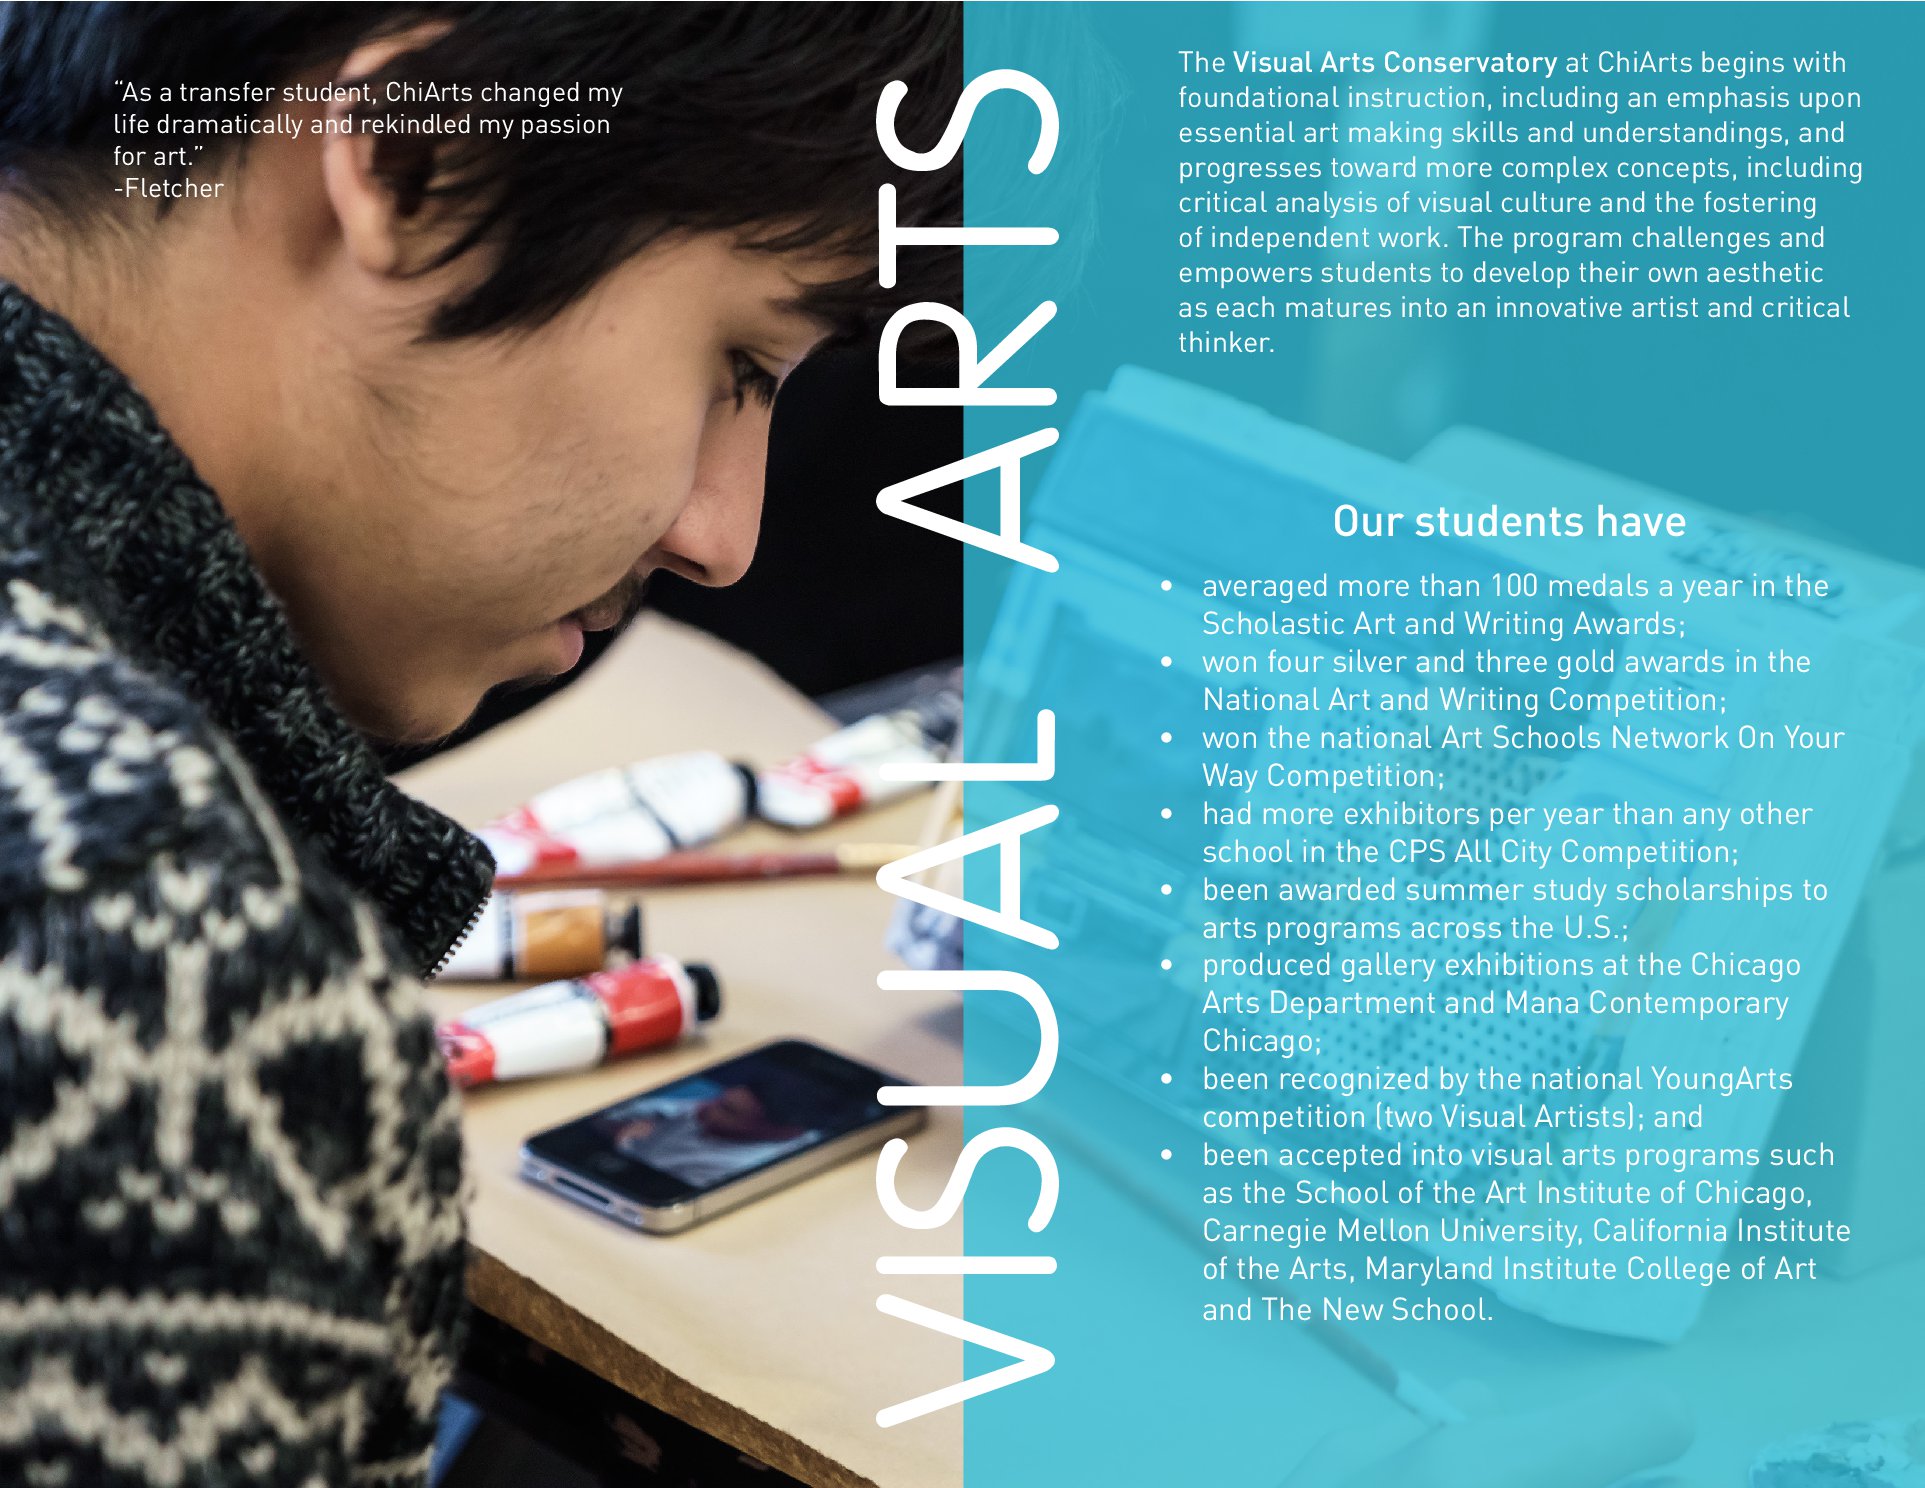 “As a transfer student, ChiArts changed my
life dramatically and rekindled my passion
for art.”
-Fletcher
VISUAL ARTS
The Visual Arts Conservatory at ChiArts begins with
foundational instruction, including an emphasis upon
essential art making skills and understandings, and
progresses toward more complex concepts, including
critical analysis of visual culture and the fostering
of independent work. The program challenges and
empowers students to develop their own aesthetic
as each matures into an innovative artist and critical
thinker.
Our students have
• averaged more than 100 medals a year in the
Scholastic Art and Writing Awards;
• won four silver and three gold awards in the
National Art and Writing Competition;
• won the national Art Schools Network On Your
Way Competition;
• had more exhibitors per year than any other
school in the CPS All City Competition;
• been awarded summer study scholarships to
arts programs across the U.S.;
• produced gallery exhibitions at the Chicago
Arts Department and Mana Contemporary
Chicago;
• been recognized by the national YoungArts
competition (two Visual Artists); and
• been accepted into visual arts programs such
as the School of the Art Institute of Chicago,
Carnegie Mellon University, California Institute
of the Arts, Maryland Institute College of Art
and The New School.